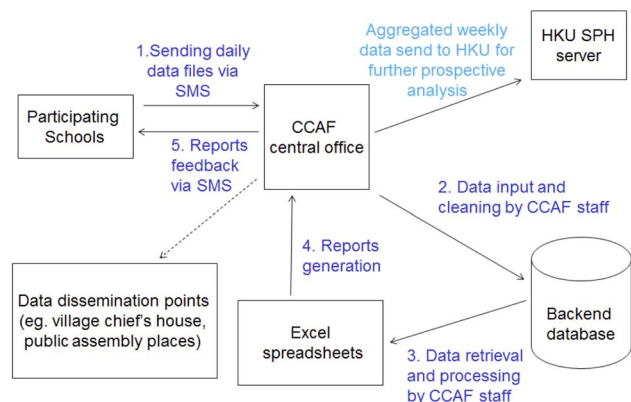 1.Sending daily
data files via
SMS
Aggregated weekly
data send to HKU for
further prospective
analysis
HKU SPH
server
Participating
Schools
CCAF
central office
5. Reports
feedback
via SMS
2. Data input and
cleaning by CCAF staff
4. Reports
generation
Data dissemination points
(eg. village chief's house,
public assembly places)
Excel
spreadsheets
Backend
database
3. Data retrieval
and processing
by CCAF staff